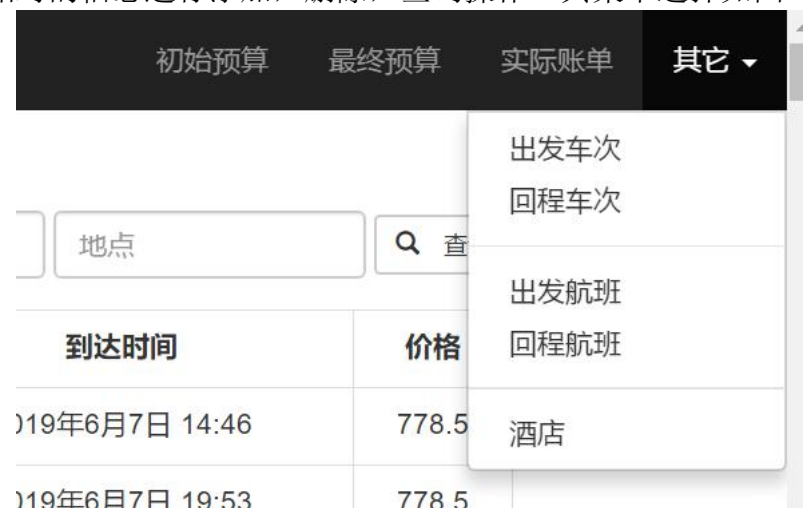 初始预算 最终预算 实际账单 其它
出发车次
回程车次
地点 查
出发航班
到达时间 价格 回程航班
019年6月7日 14:46 778.5
酒店
019年6月7日 19:53 778.5